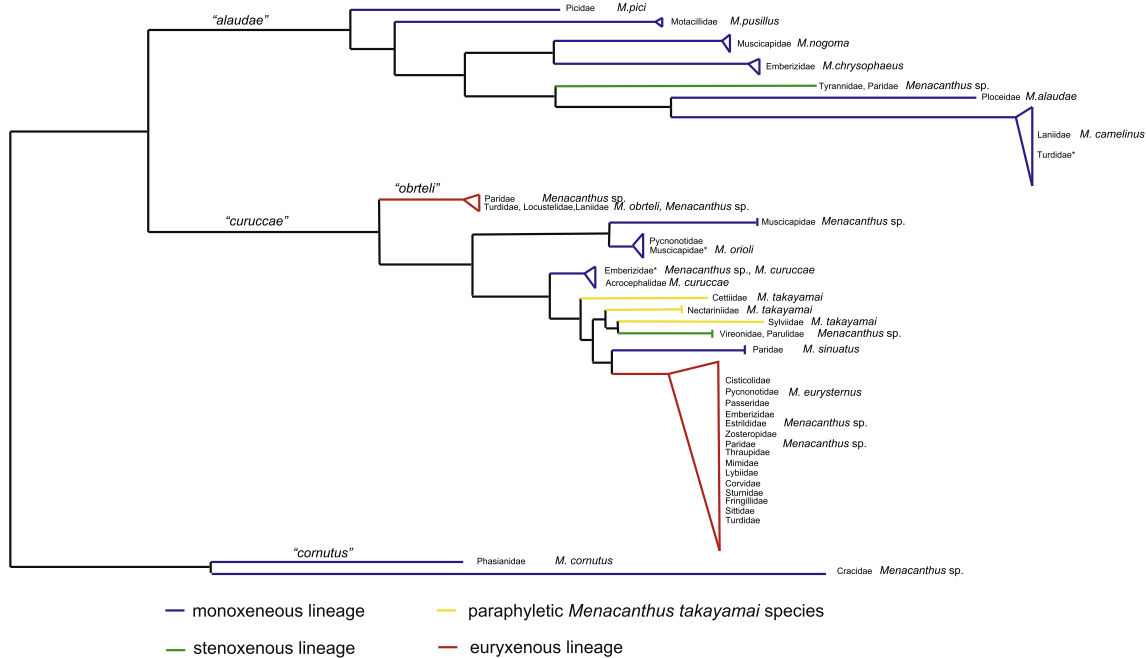 “alaudae”
Picidae M.pici
Motacillidae M.pusillus
Muscicapidae M.nogoma
Emberizidae M.chrysophaeus
Tyrannidae, Paridae Menacanthus sp.
Ploceidae M.alaudae
Laniidae M. camelinus
Turdidae*
“obrteli”
Paridae Menacanthus sp.
Turdidae, Locustelidae,Laniidae M. obrteli, Menacanthus sp.
“curuccae”
Muscicapidae Menacanthus sp.
Pycnonotidae
Muscicapidae* M. orioli
Emberizidae* Menacanthus sp., M. curuccae
Acrocephalidae M. curuccae
Cettiidae M. takayamai
Nectariniidae M. takayamai
Sylviidae M. takayamai
Vireonidae, Parulidae Menacanthus sp.
Paridae M. sinuatus
Cisticolidae
Pycnonotidae M. eurysternus
Passeridae
Emberizidae
Estrildidae Menacanthus sp.
Zosteropidae
Paridae Menacanthus sp.
Thraupidae
Mimidae
Lybiidae
Corvidae
Sturnidae
Fringillidae
Sittidae
Turdidae
“cornutus”
Phasianidae M. cornutus
Cracidae Menacanthus sp.
monoxeneous lineage
paraphyletic Menacanthus takayamai species
stenoxenous lineage
euryxenous lineage